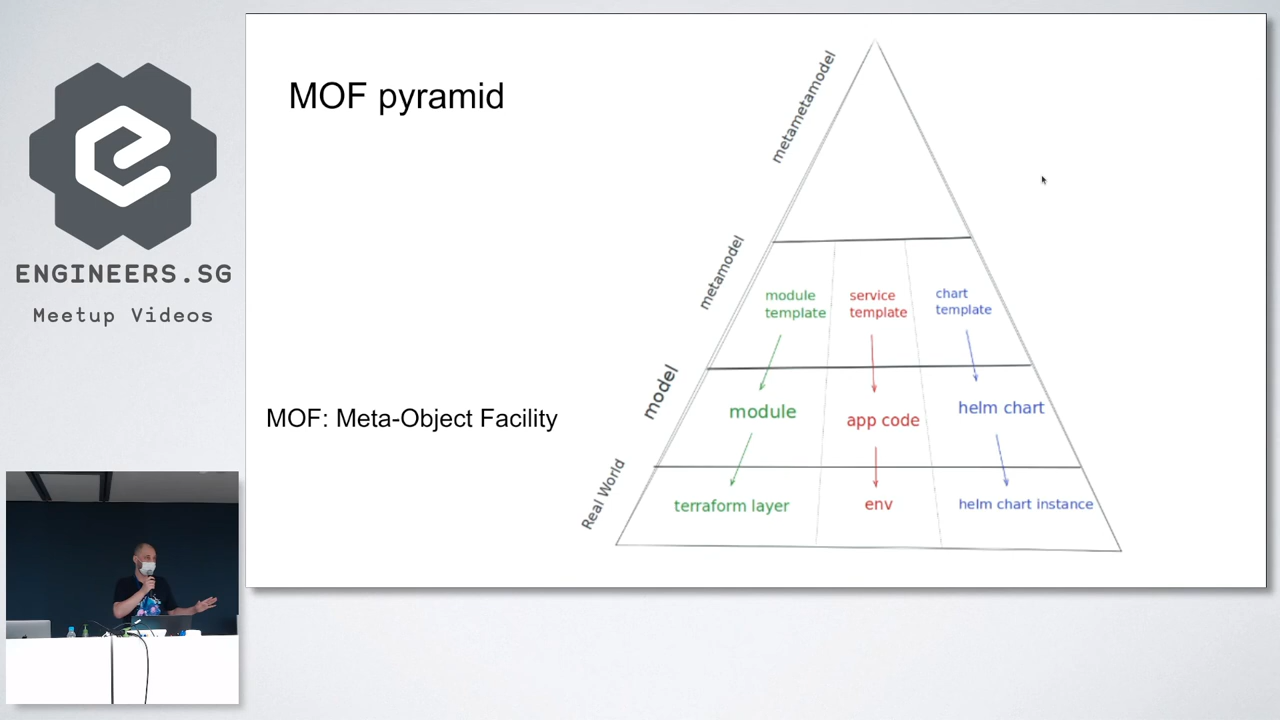 ENGINEERS.SG
Meetup Videos
MOF pyramid
MOF: Meta-Object Facility
metametamodel
metamodel
module
template
service
template
chart
template
model
module
app code
helm chart
Real World
terraform layer
env
helm chart instance